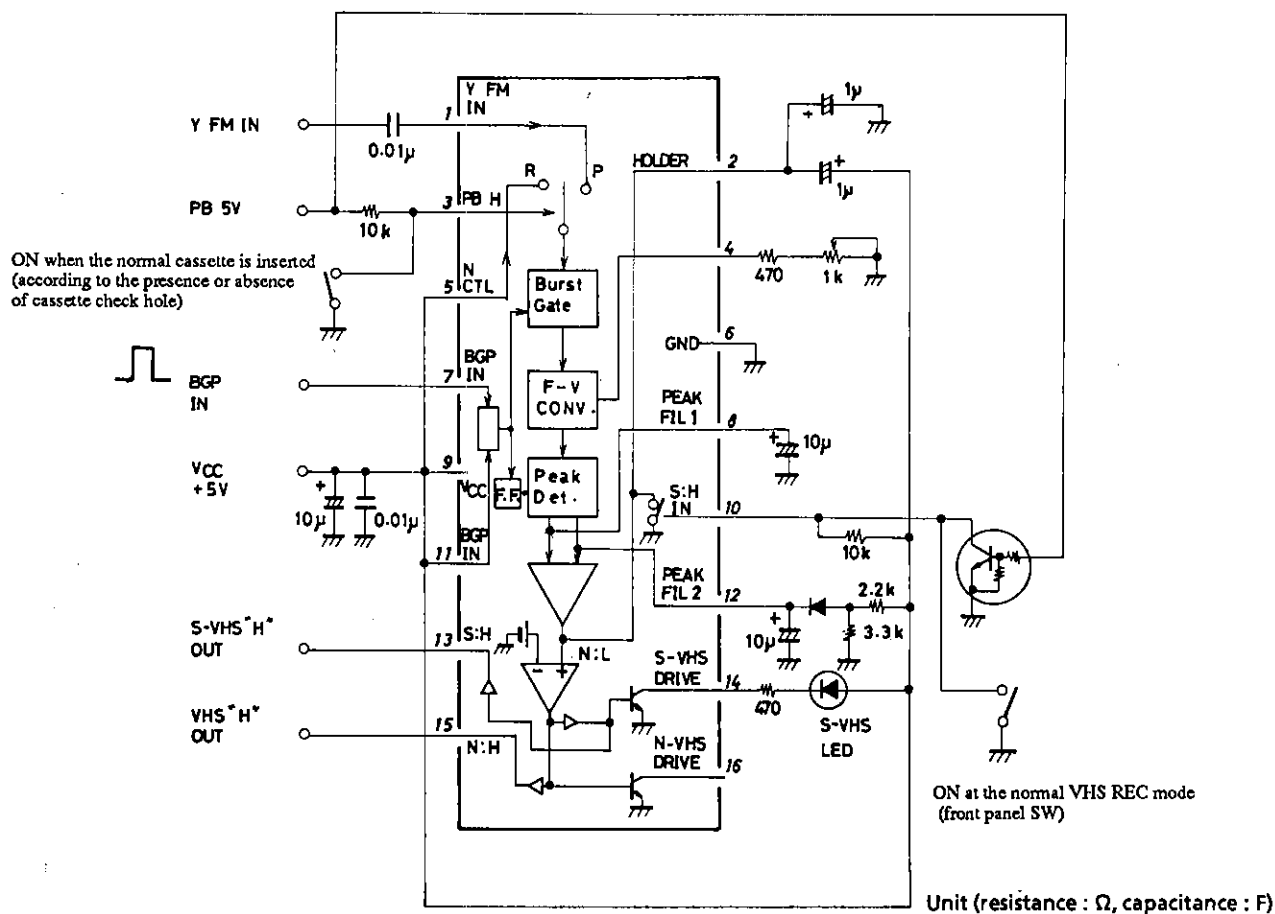 Y FM
IN
Y FM IN
0.01μ
1
1μ
+
HOLDER
2
+
1μ
R
P
PB 5V
10k
3
PB H
ON when the normal cassette is inserted
(according to the presence or absence
of cassette check hole)
N
CTL
5
Burst
Gate
4
470
1k
GND
6
BGP
IN
7
BGP
IN
F-V
CONV.
PEAK
FIL 1
8
+
10μ
VCC
+5V
9
VCC
F.F.
Peak
Det.
S:H
IN
10
+
10μ
0.01μ
10k
11
BGP
IN
PEAK
FIL 2
12
2.2k
+
10μ
3.3k
S-VHS"H"
OUT
13
S:H
N:L
-
+
S-VHS
DRIVE
14
470
S-VHS
LED
VHS"H"
OUT
15
N:H
N-VHS
DRIVE
16
ON at the normal VHS REC mode
(front panel SW)
Unit (resistance : Ω, capacitance : F)